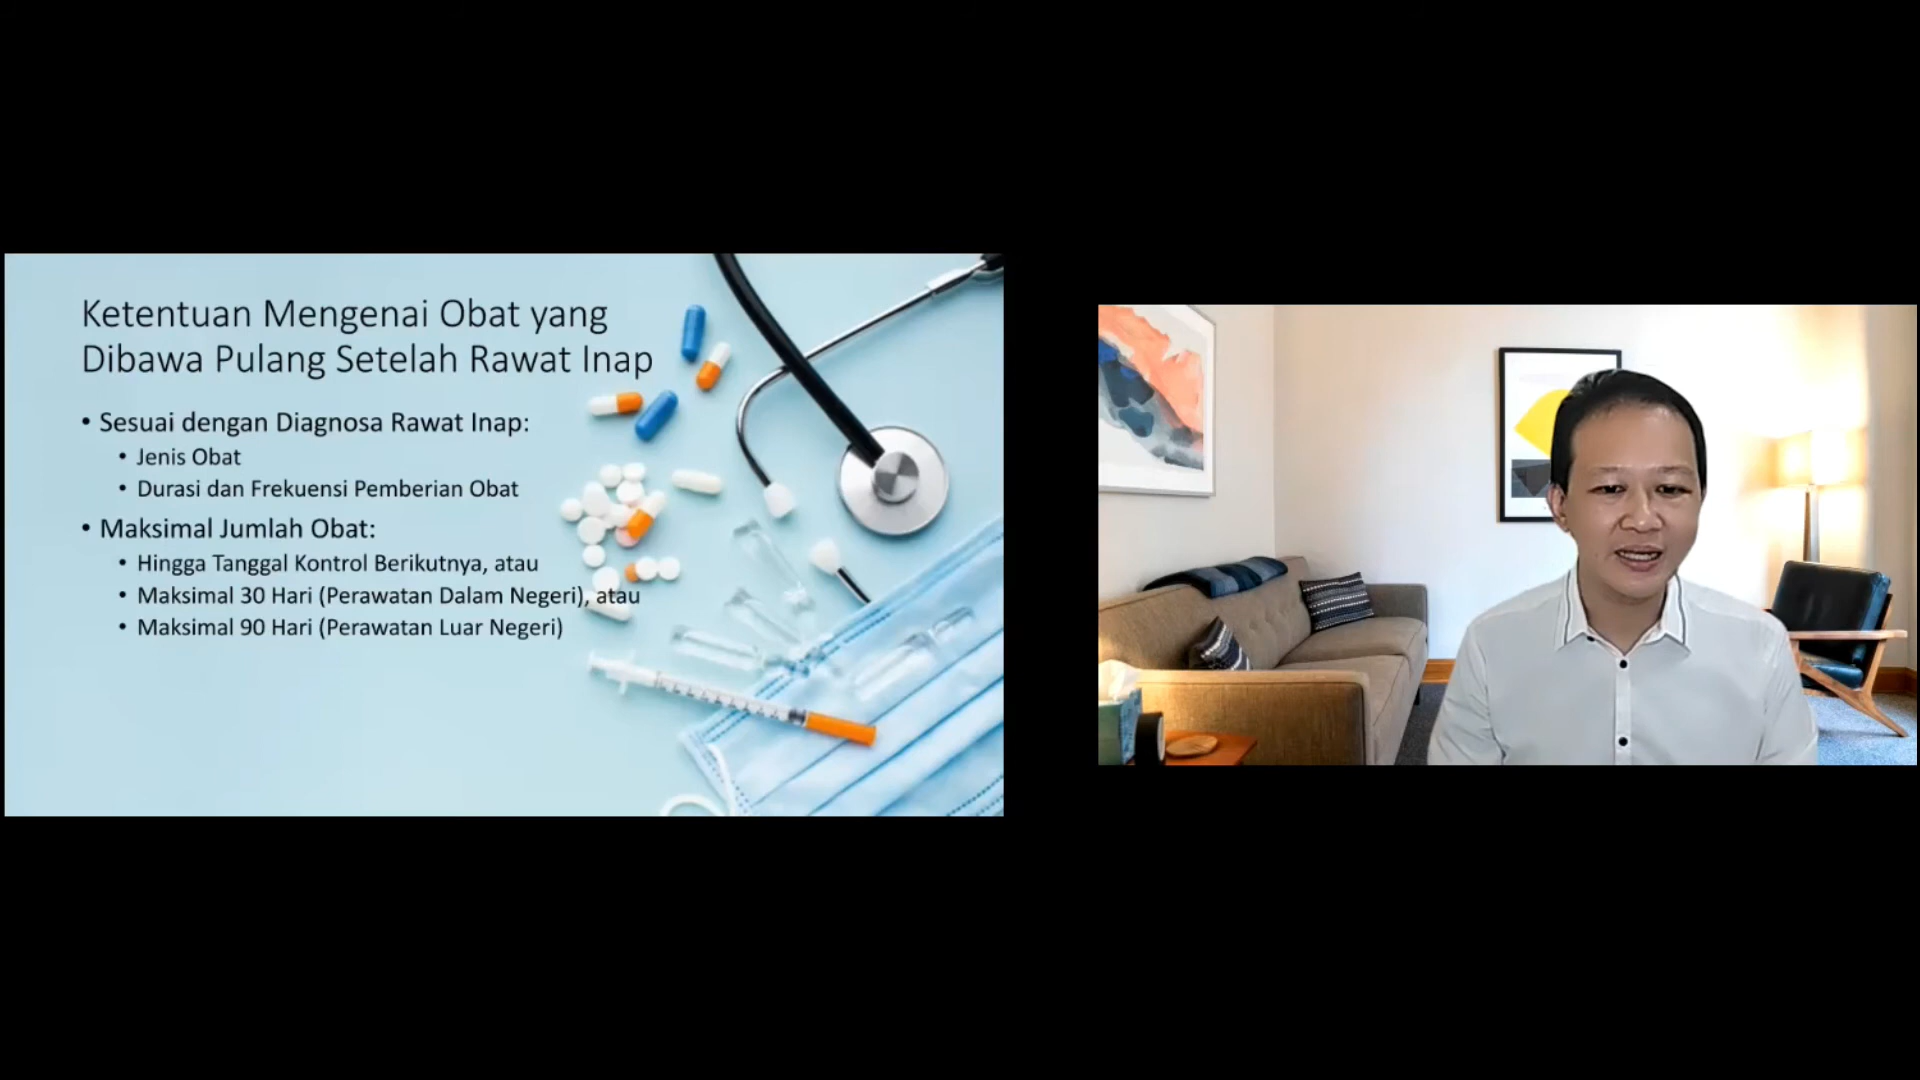 Ketentuan Mengenai Obat yang
Dibawa Pulang Setelah Rawat Inap
• Sesuai dengan Diagnosa Rawat Inap:
• Jenis Obat
• Durasi dan Frekuensi Pemberian Obat
• Maksimal Jumlah Obat:
• Hingga Tanggal Kontrol Berikutnya, atau
• Maksimal 30 Hari (Perawatan Dalam Negeri), atau
• Maksimal 90 Hari (Perawatan Luar Negeri)